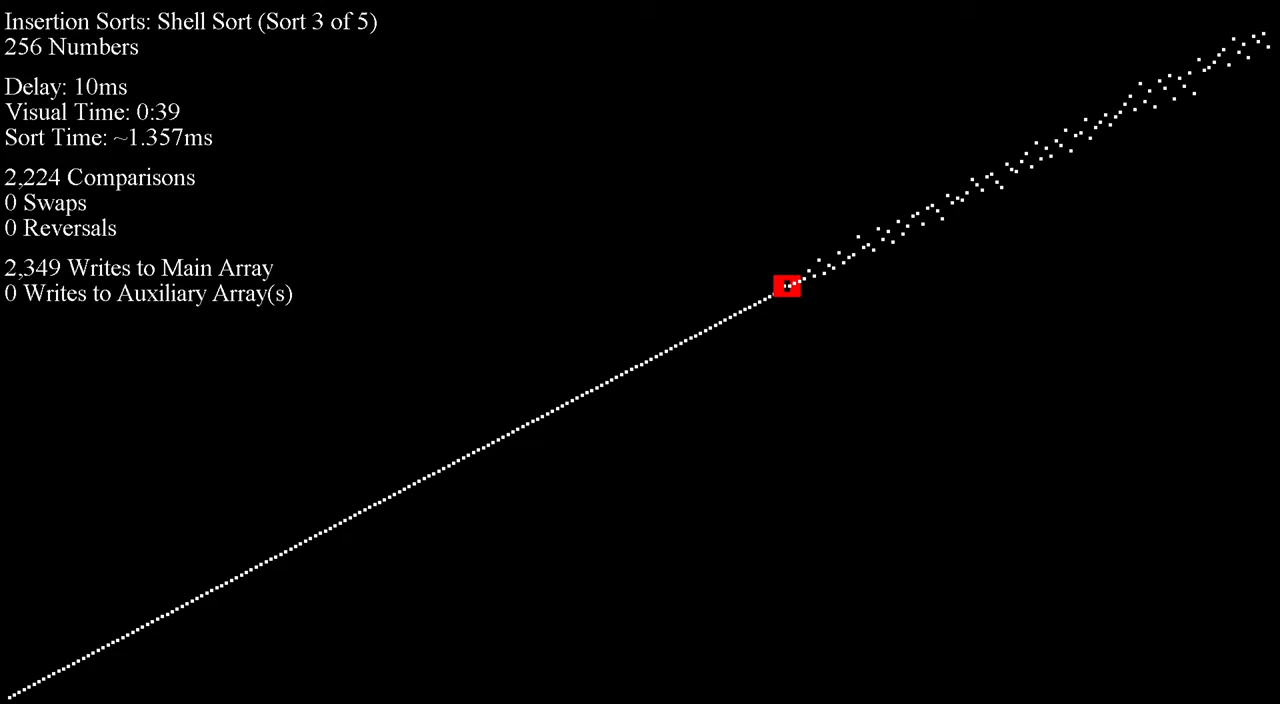 Insertion Sorts: Shell Sort (Sort 3 of 5)
256 Numbers
Delay: 10ms
Visual Time: 0:39
Sort Time: ~1.357ms
2,224 Comparisons
0 Swaps
0 Reversals
2,349 Writes to Main Array
0 Writes to Auxiliary Array(s)